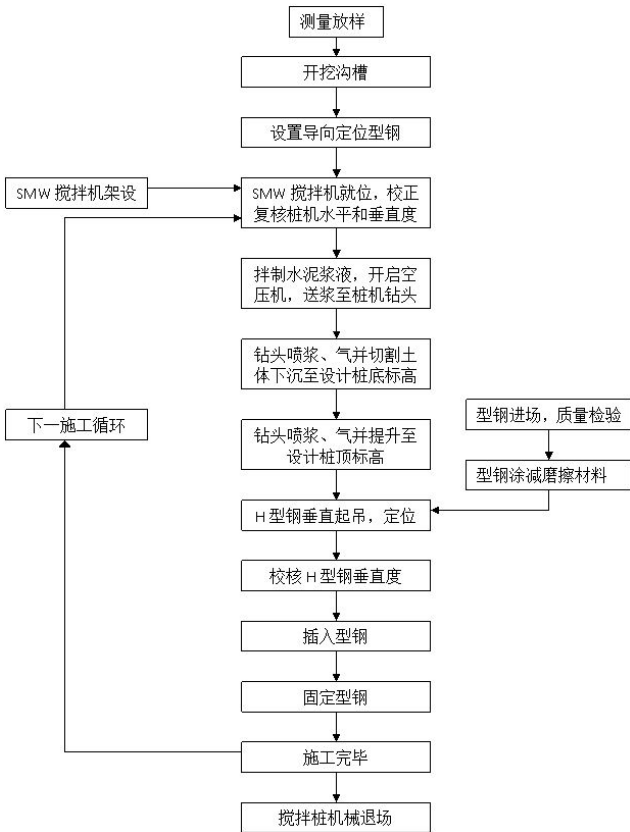 测量放样
开挖沟槽
设置导向定位型钢
SMW 搅拌机架设
SMW 搅拌机就位，校正
复核桩机水平和垂直度
拌制水泥浆液，开启空
压机，送浆至桩机钻头
钻头喷浆、气并切割土
体下沉至设计桩底标高
下一施工循环
钻头喷浆、气并提升至
设计桩顶标高
型钢进场，质量检验
型钢涂减磨擦材料
H 型钢垂直起吊，定位
校核 H 型钢垂直度
插入型钢
固定型钢
施工完毕
搅拌桩机械退场